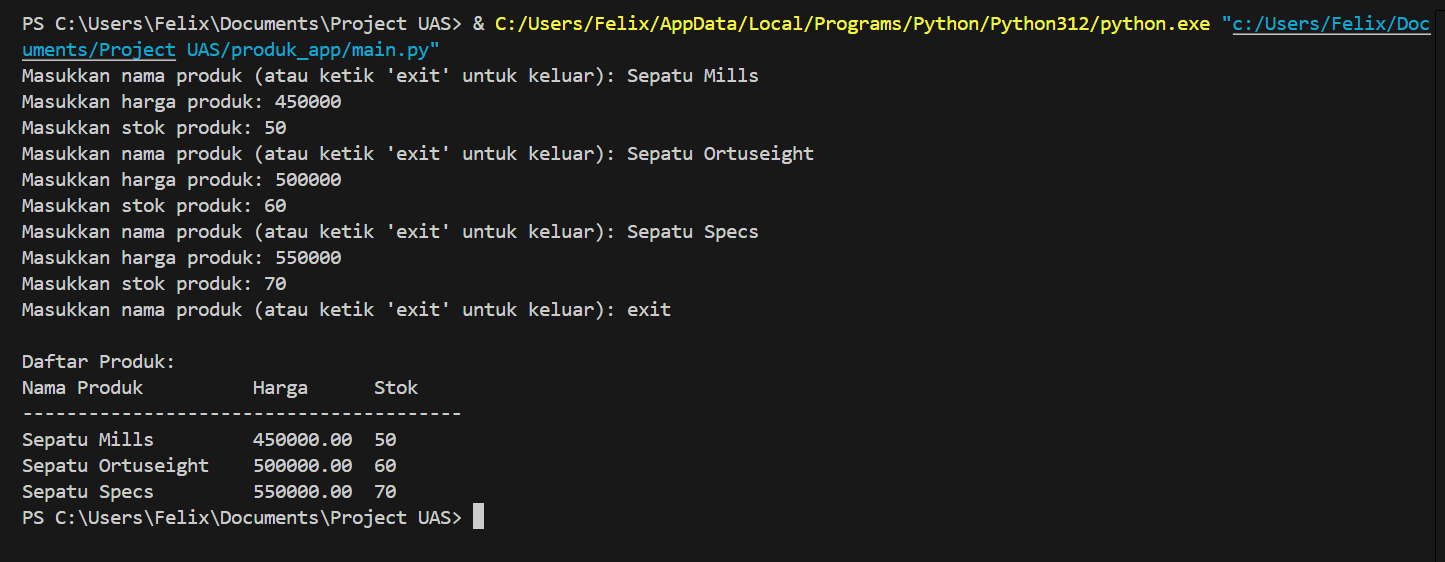 PS C:\Users\Felix\Documents\Project UAS> & C:/Users/Felix/AppData/Local/Programs/Python/Python312/python.exe "c:/Users/Felix/Doc
uments/Project UAS/produk_app/main.py"
Masukkan nama produk (atau ketik 'exit' untuk keluar): Sepatu Mills
Masukkan harga produk: 450000
Masukkan stok produk: 50
Masukkan nama produk (atau ketik 'exit' untuk keluar): Sepatu Ortuseight
Masukkan harga produk: 500000
Masukkan stok produk: 60
Masukkan nama produk (atau ketik 'exit' untuk keluar): Sepatu Specs
Masukkan harga produk: 550000
Masukkan stok produk: 70
Masukkan nama produk (atau ketik 'exit' untuk keluar): exit

Daftar Produk:
Nama Produk          Harga      Stok
----------------------------------------
Sepatu Mills         450000.00  50
Sepatu Ortuseight    500000.00  60
Sepatu Specs         550000.00  70
PS C:\Users\Felix\Documents\Project UAS>